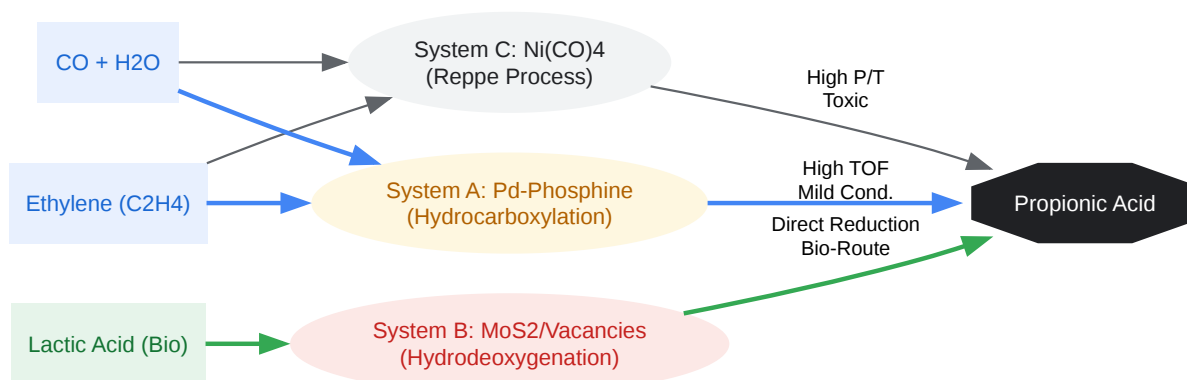 CO + H2O
System C: Ni(CO)4
(Reppe Process)
High P/T
Toxic
Ethylene (C2H4)
System A: Pd-Phosphine
(Hydrocarboxylation)
High TOF
Mild Cond.
Propionic Acid
Direct Reduction
Bio-Route
Lactic Acid (Bio)
System B: MoS2/Vacancies
(Hydrodeoxygenation)